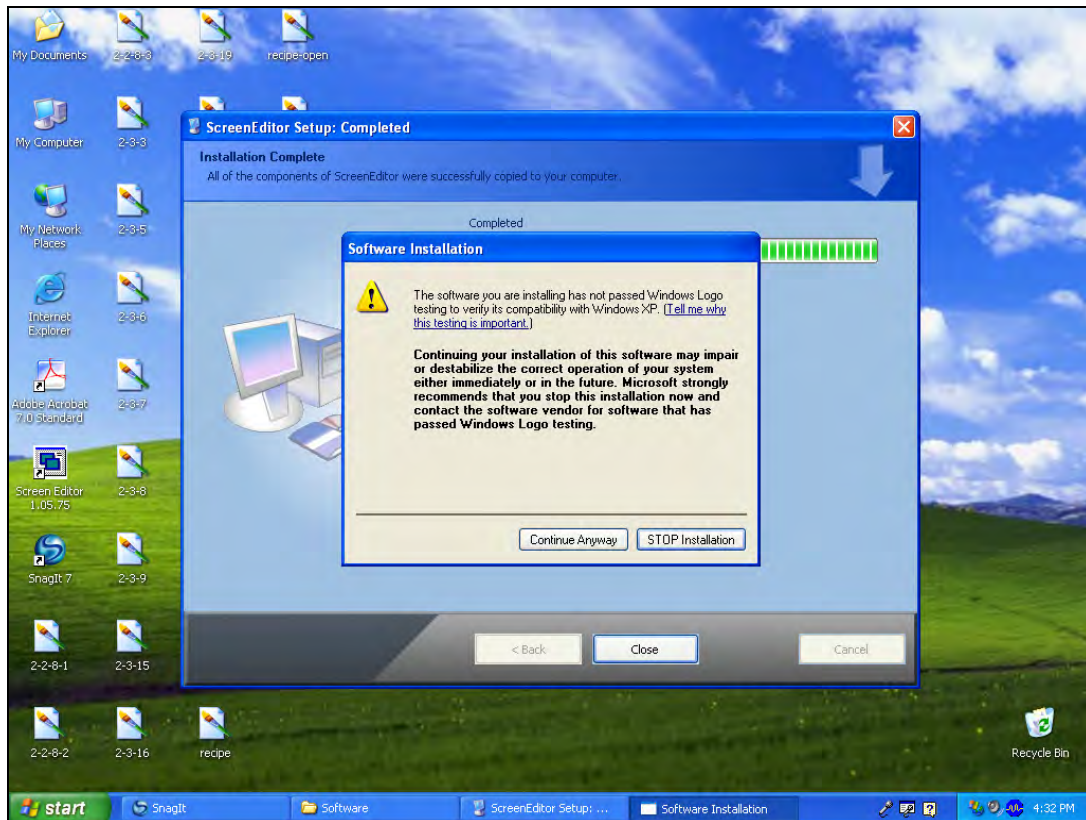 My Documents
2-2-8-3
2-3-19
recipe-open
My Computer
2-3-3
My Network
Places
2-3-5
Internet
Explorer
2-3-6
Adobe Acrobat
7.0 Standard
2-3-7
Screen Editor
1.05.75
2-3-8
SnagIt 7
2-3-9
2-2-8-1
2-3-15
2-2-8-2
2-3-16
recipe
Recycle Bin
ScreenEditor Setup: Completed
Installation Complete
All of the components of ScreenEditor were successfully copied to your computer.
Completed
Software Installation
The software you are installing has not passed Windows Logo
testing to verify its compatibility with Windows XP. (Tell me why
this testing is important.)
Continuing your installation of this software may impair
or destabilize the correct operation of your system
either immediately or in the future. Microsoft strongly
recommends that you stop this installation now and
contact the software vendor for software that has
passed Windows Logo testing.
Continue Anyway
STOP Installation
< Back
Close
Cancel
start
SnagIt
Software
ScreenEditor Setup: ...
Software Installation
4:32 PM